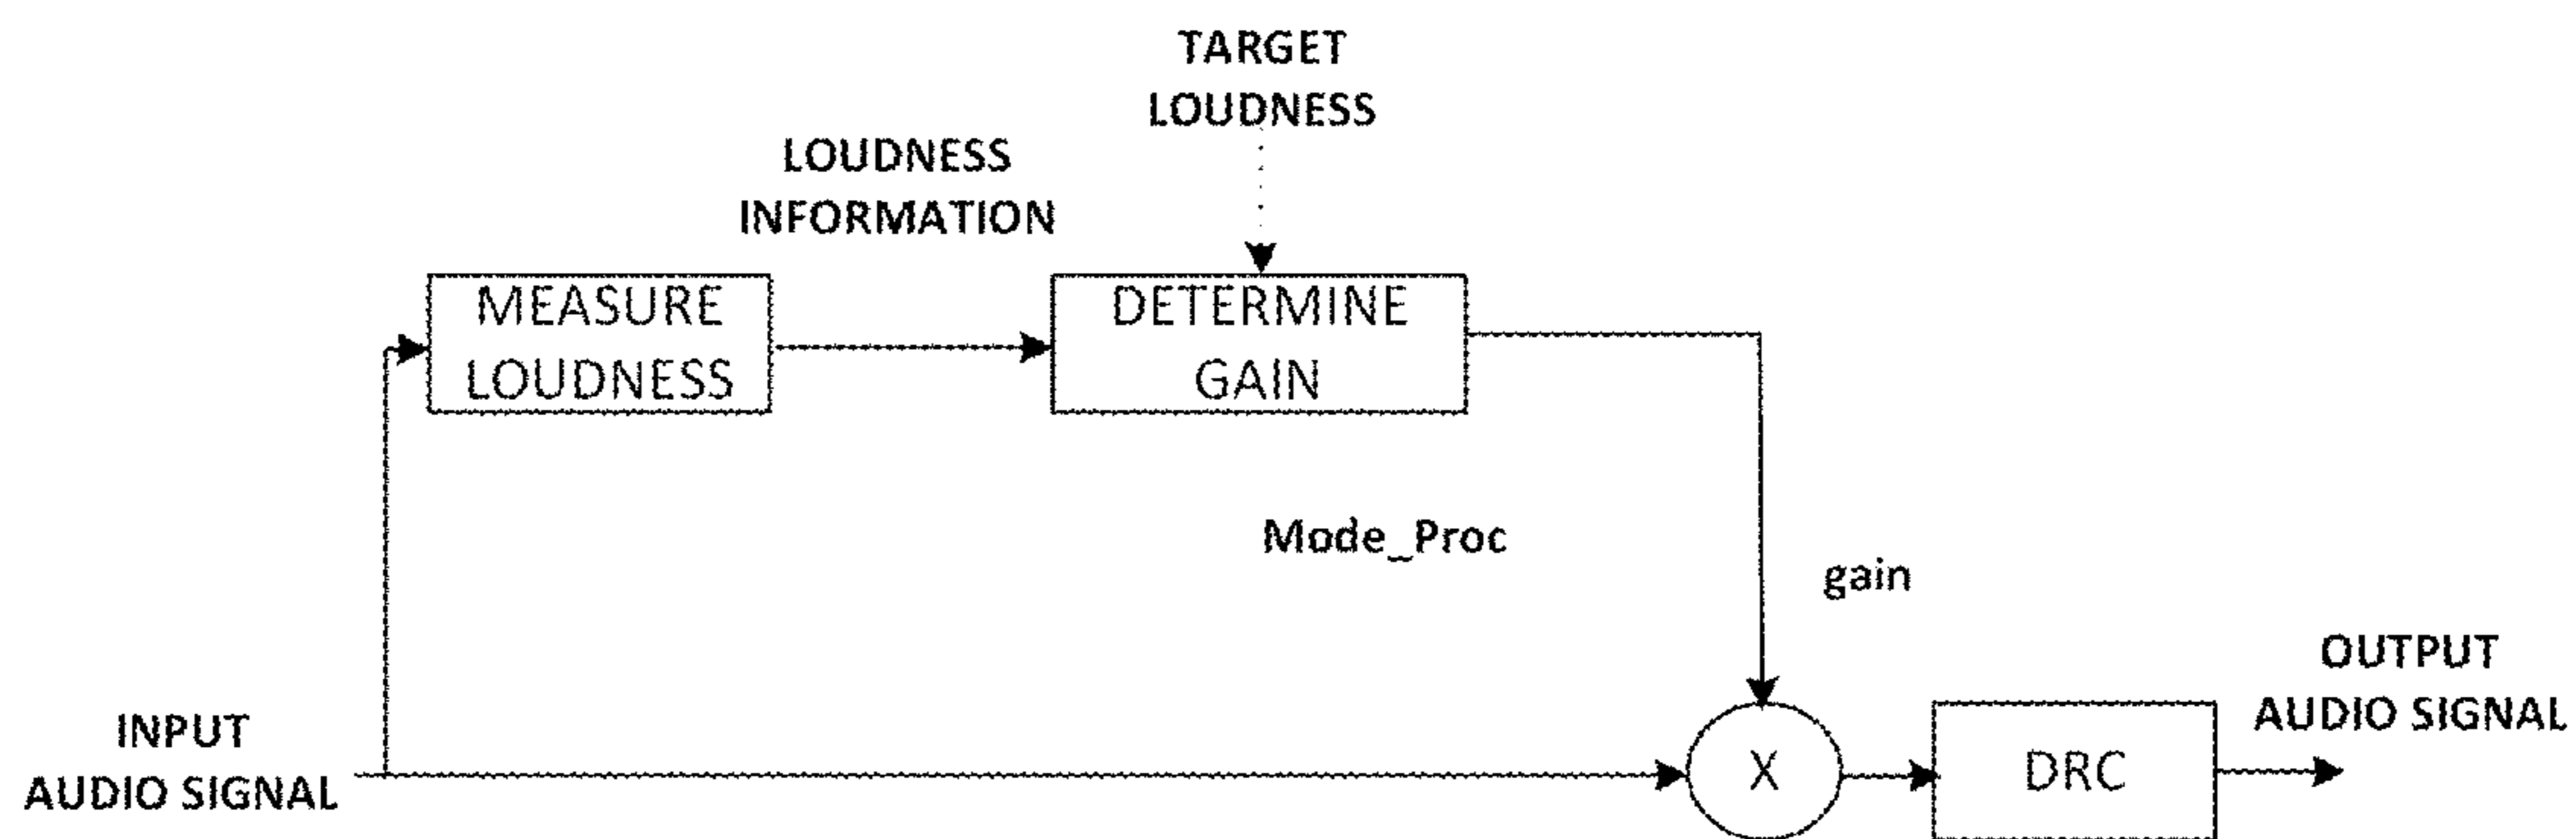 TARGET
LOUDNESS
LOUDNESS
INFORMATION
MEASURE
LOUDNESS
DETERMINE
GAIN
Mode_Proc
gain
INPUT
AUDIO SIGNAL
X
DRC
OUTPUT
AUDIO SIGNAL